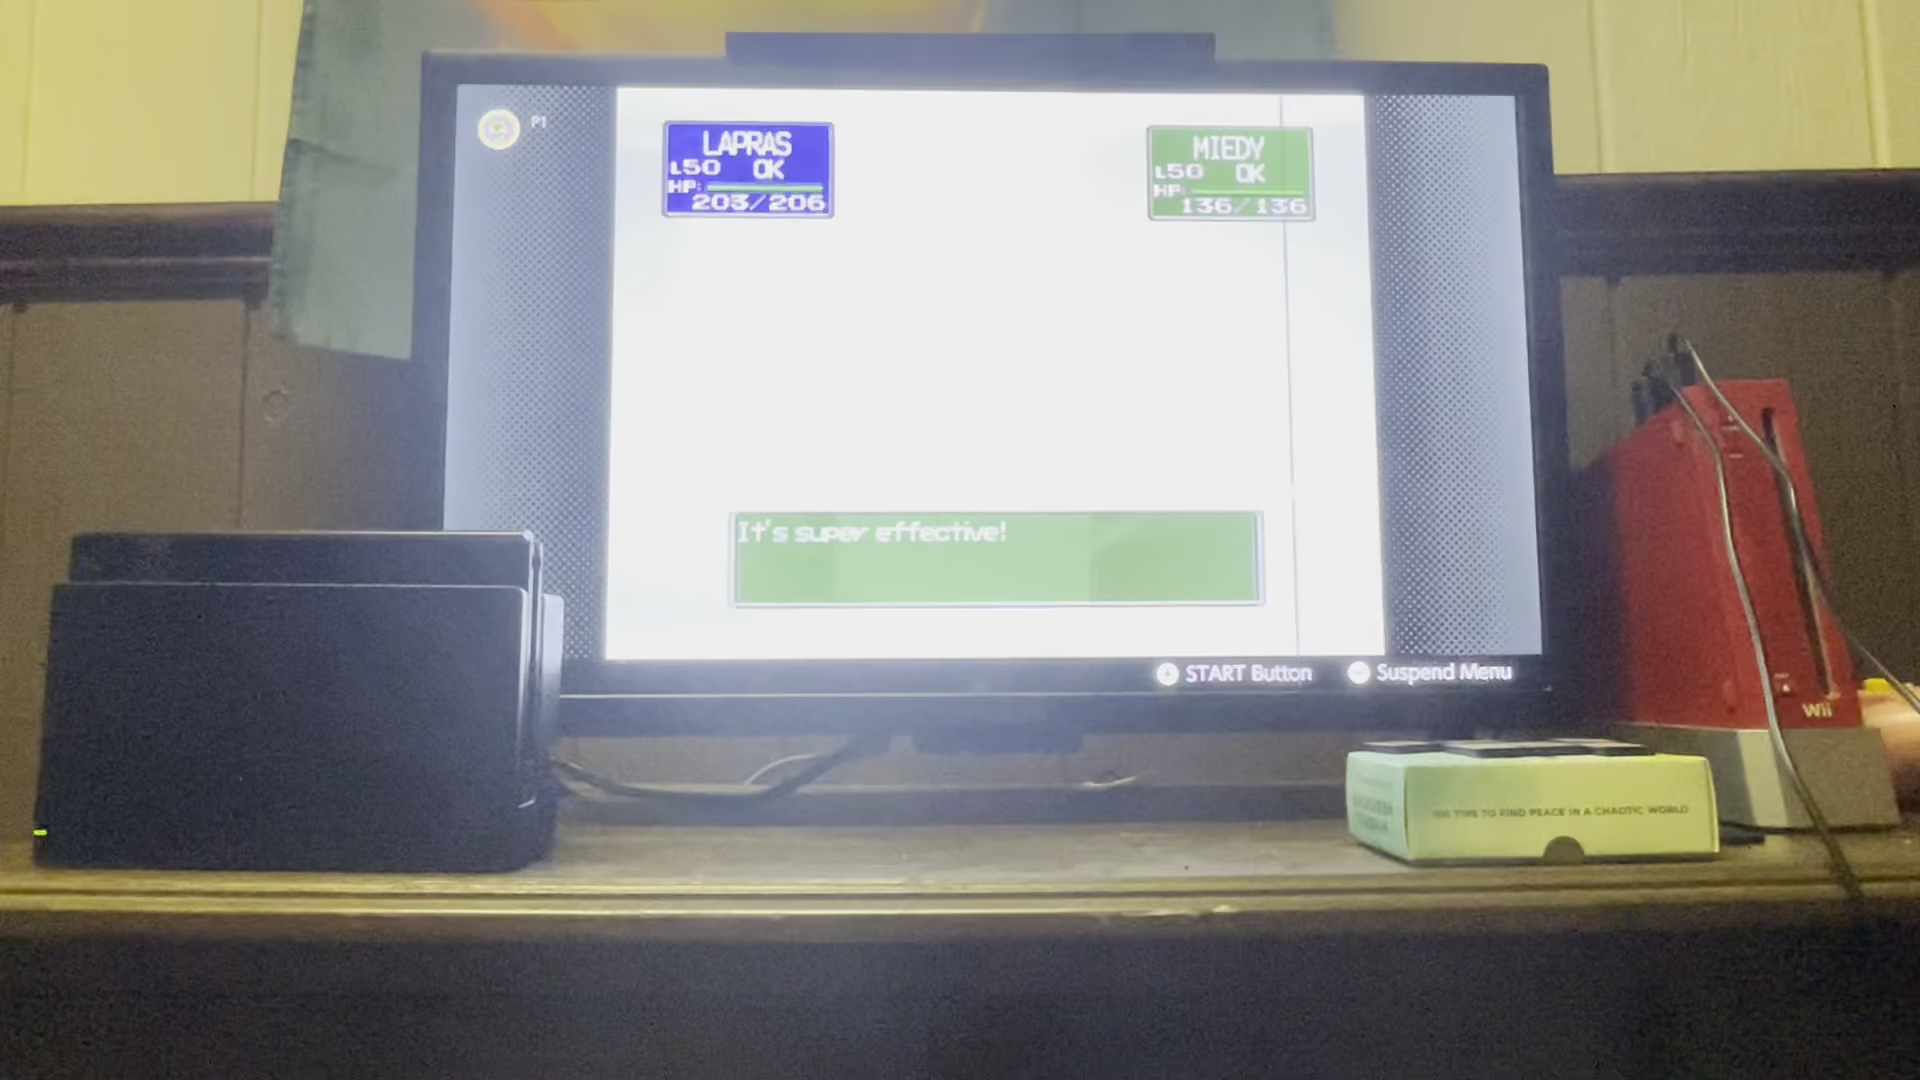 P1
LAPRAS
L50 OK
HP:
203/206
MIEDY
L50 OK
HP:
136/136
It's super effective!
START Button
Suspend Menu
Wii
TIPS TO FIND PEACE IN A CHAOTIC WORLD